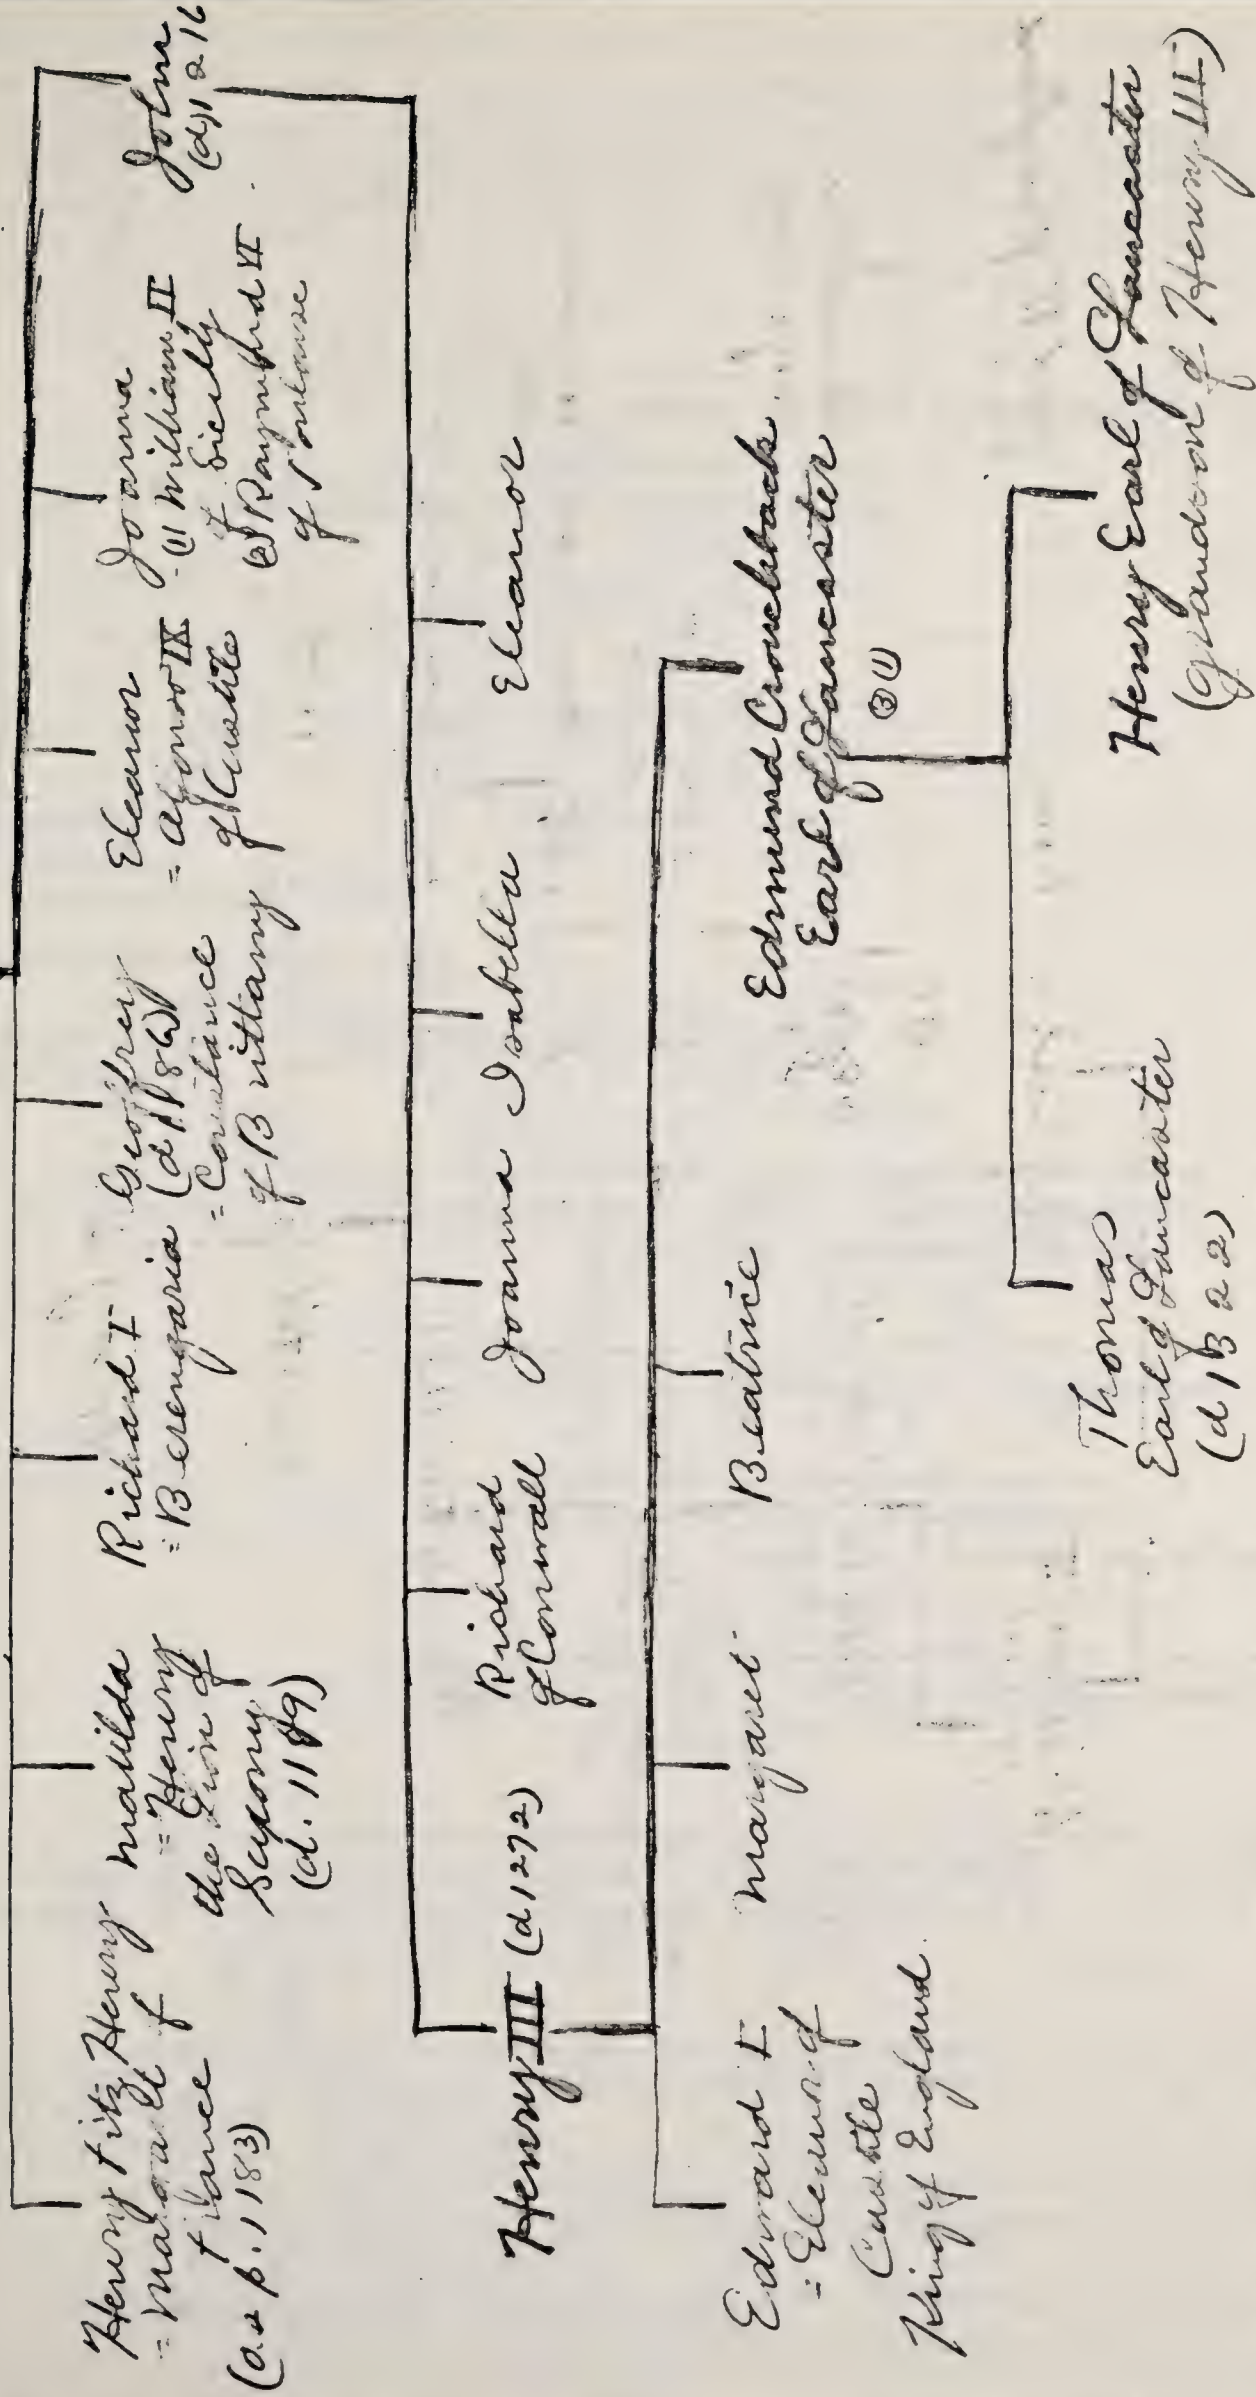 Henry Fitz Henry
= Margaret of
France
(d.s.p. 1183)
Matilda
= Henry
the Lion of
Saxony
(d. 1189)
Richard I
= Berengaria
Geoffrey
(d 1186)
= Constance
of Brittany
Eleanor
= Alfonso IX
of Castile
Joanna
(1) William II
of Sicily
(2) Raymond VI
of Toulouse
John
(d) 1216
Henry III (d 1272)
Richard
of Cornwall
Joanna
Isabella
Eleanor
Edward I
= Eleanor of
Castile
King of England
Margaret
Beatrice
Edmund Crouchback
Earl of Lancaster
③(1)
Thomas
Earl of Lancaster
(d 1322)
Henry Earl of Lancaster
(grandson of Henry III)